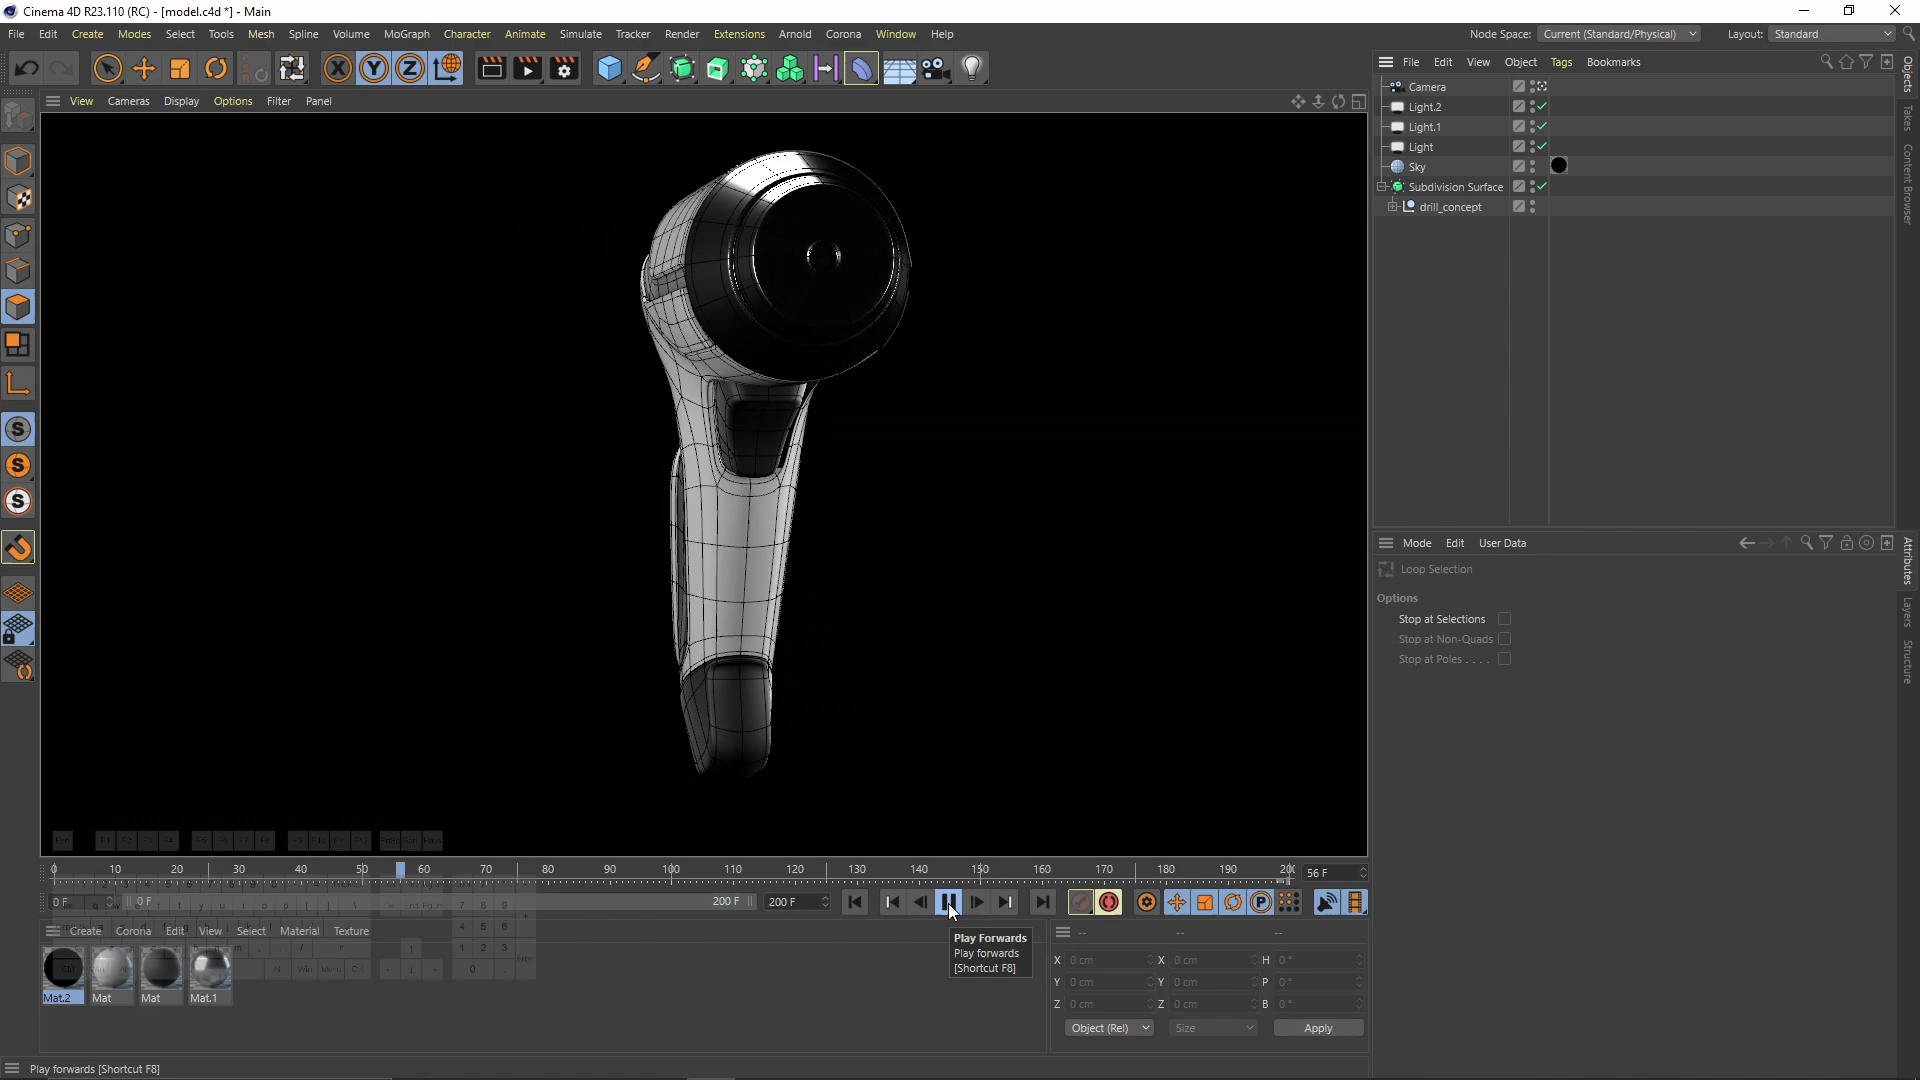 Cinema 4D R23.110 (RC) - [model.c4d *] - Main
File Edit Create Modes Select Tools Mesh Spline Volume MoGraph Character Animate Simulate Tracker Render Extensions Arnold Corona Window Help
Node Space: Current (Standard/Physical) Layout: Standard
X Y Z
File Edit View Object Tags Bookmarks
View Cameras Display Options Filter Panel
Camera
Light.2
Light.1
Light
Sky
Subdivision Surface
drill_concept
Objects
Takes
Content Browser
Mode Edit User Data
Loop Selection
Options
Stop at Selections
Stop at Non-Quads
Stop at Poles . . . .
Attributes
Layers
Structure
0 10 20 30 40 50 60 70 80 90 100 110 120 130 140 150 160 170 180 190 200
56 F
0 F 0 F 200 F 200 F
Create Corona Edit View Select Material Texture
Mat.2 Mat Mat Mat.1
Play Forwards
Play forwards
[Shortcut F8]
-- -- --
X 0 cm X 0 cm H 0 °
Y 0 cm Y 0 cm P 0 °
Z 0 cm Z 0 cm B 0 °
Object (Rel) Size Apply
Play forwards [Shortcut F8]